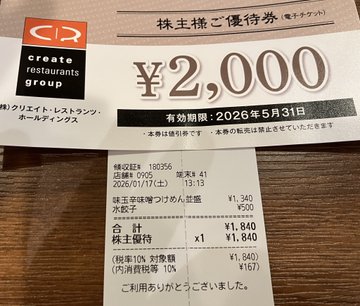 株主様ご優待券(電子チケット)
CR
create
restaurants
group
¥2,000
(株)クリエイト・レストランツ・
ホールディングス
有効期限:2026年5月31日
・本券は値引券です ・本券の転売は禁止させていただきます
領収証# 180356
店舗# 0905 端末# 41
2026/01/17(土) 13:13
味玉辛味噌つけめん並盛 ¥1,340
水餃子 ¥500
合 計 ¥1,840
株主優待 x1 ¥1,840
(税率10% 対象額 ¥1,840)
(内消費税等 10% ¥167)
ご利用ありがとうございました。